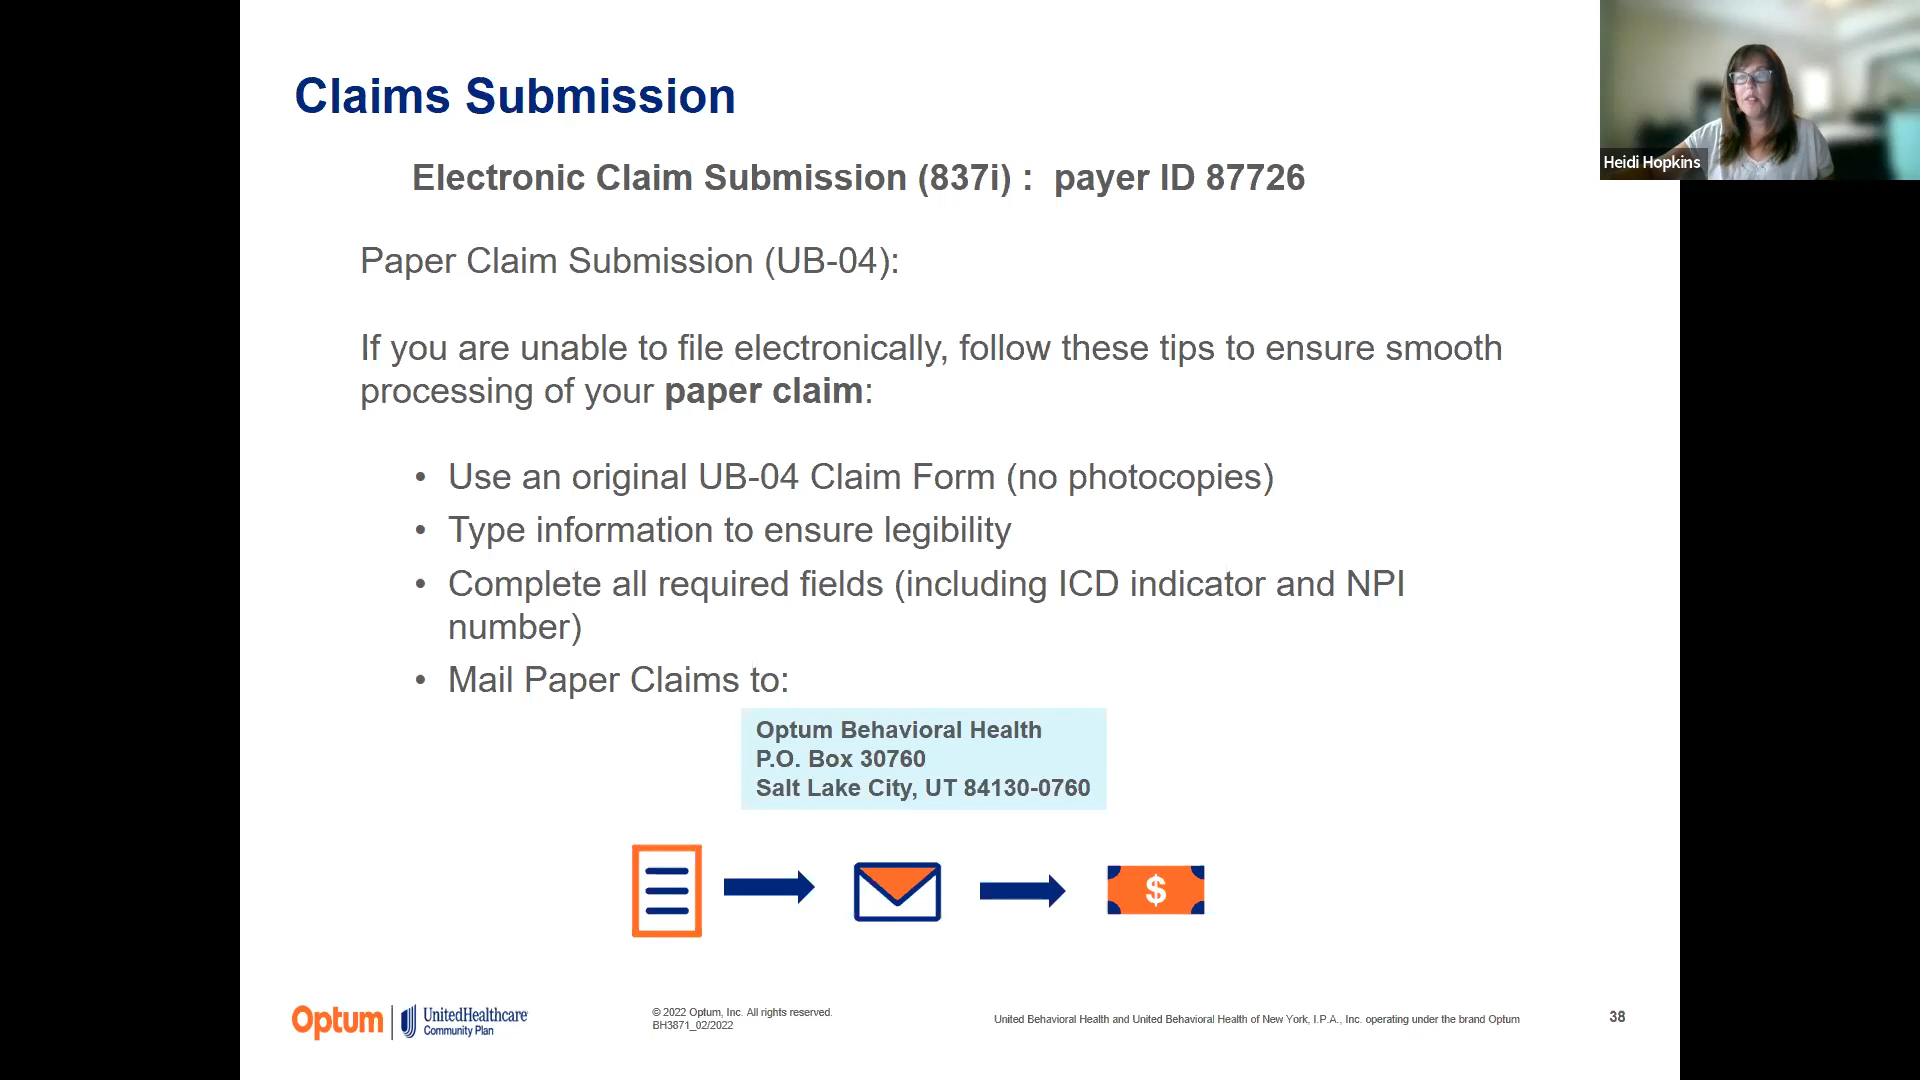 Claims Submission
Heidi Hopkins
Electronic Claim Submission (837i) : payer ID 87726
Paper Claim Submission (UB-04):
If you are unable to file electronically, follow these tips to ensure smooth
processing of your paper claim:
• Use an original UB-04 Claim Form (no photocopies)
• Type information to ensure legibility
• Complete all required fields (including ICD indicator and NPI
number)
• Mail Paper Claims to:
Optum Behavioral Health
P.O. Box 30760
Salt Lake City, UT 84130-0760
$
Optum
UnitedHealthcare
Community Plan
© 2022 Optum, Inc. All rights reserved.
BH3871_02/2022
United Behavioral Health and United Behavioral Health of New York, I.P.A., Inc. operating under the brand Optum
38